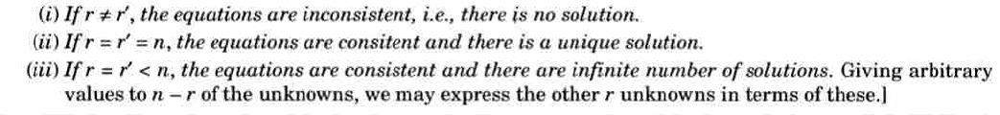 (i) If r ≠ r′, the equations are inconsistent, i.e., there is no solution.
(ii) If r = r′ = n, the equations are consitent and there is a unique solution.
(iii) If r = r′ < n, the equations are consistent and there are infinite number of solutions. Giving arbitrary
values to n – r of the unknowns, we may express the other r unknowns in terms of these.]